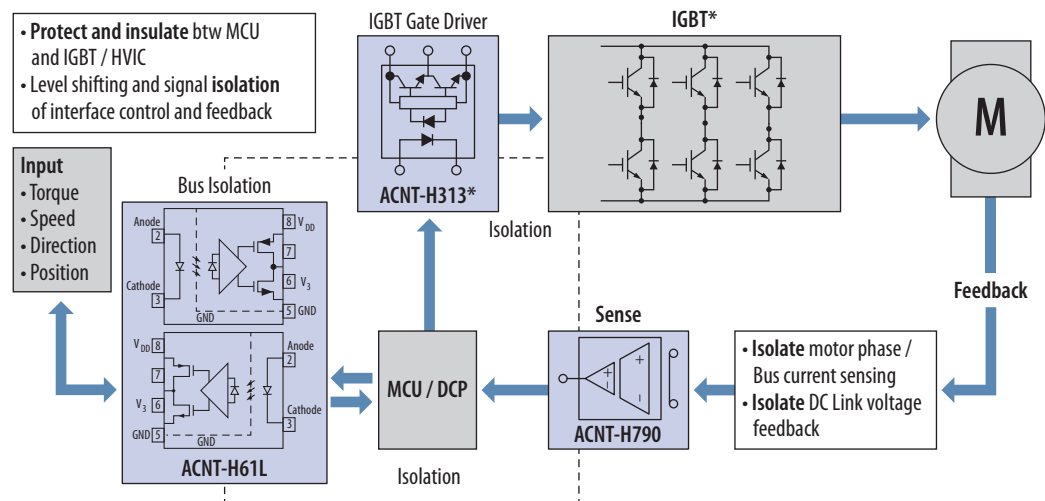 • Protect and insulate btw MCU
and IGBT / HVIC
• Level shifting and signal isolation
of interface control and feedback
IGBT Gate Driver
ACNT-H313*
IGBT*
M
Input
• Torque
• Speed
• Direction
• Position
Bus Isolation
Anode
2
Cathode
3
8 VDD
7
6 V3
5 GND
GND
VDD 8
7
V3 6
GND 5
GND
Anode
2
Cathode
3
ACNT-H61L
Isolation
MCU / DCP
Isolation
Sense
ACNT-H790
Feedback
• Isolate motor phase /
Bus current sensing
• Isolate DC Link voltage
feedback